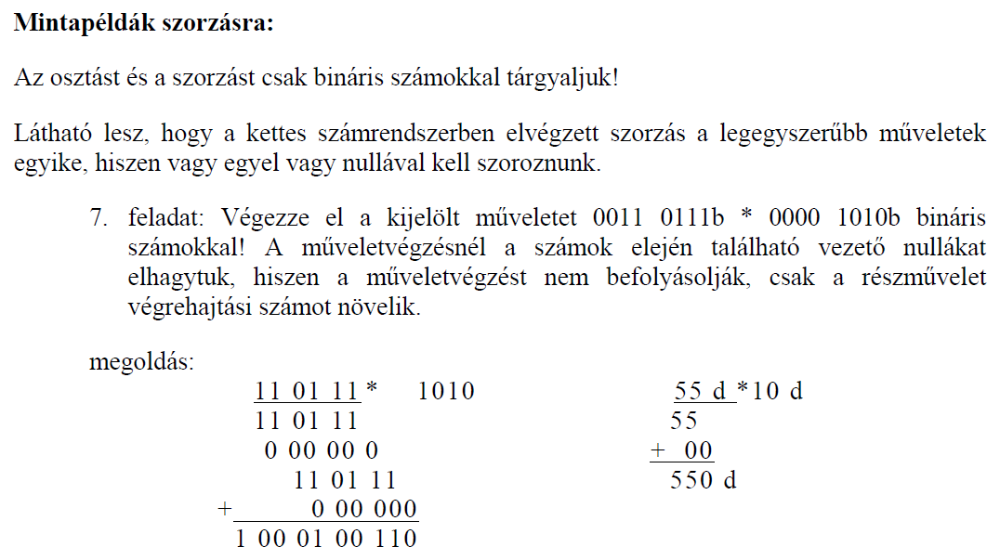 Mintapéldák szorzásra:
Az osztást és a szorzást csak bináris számokkal tárgyaljuk!
Látható lesz, hogy a kettes számrendszerben elvégzett szorzás a legegyszerűbb műveletek
egyike, hiszen vagy egyel vagy nullával kell szoroznunk.
7. feladat: Végezze el a kijelölt műveletet 0011 0111b * 0000 1010b bináris
számokkal! A műveletvégzésnél a számok elején található vezető nullákat
elhagytuk, hiszen a műveletvégzést nem befolyásolják, csak a részművelet
végrehajtási számot növelik.
megoldás:
11 01 11 * 1010 55 d *10 d
11 01 11 55
0 00 00 0 + 00
11 01 11 550 d
+ 0 00 000
1 00 01 00 110